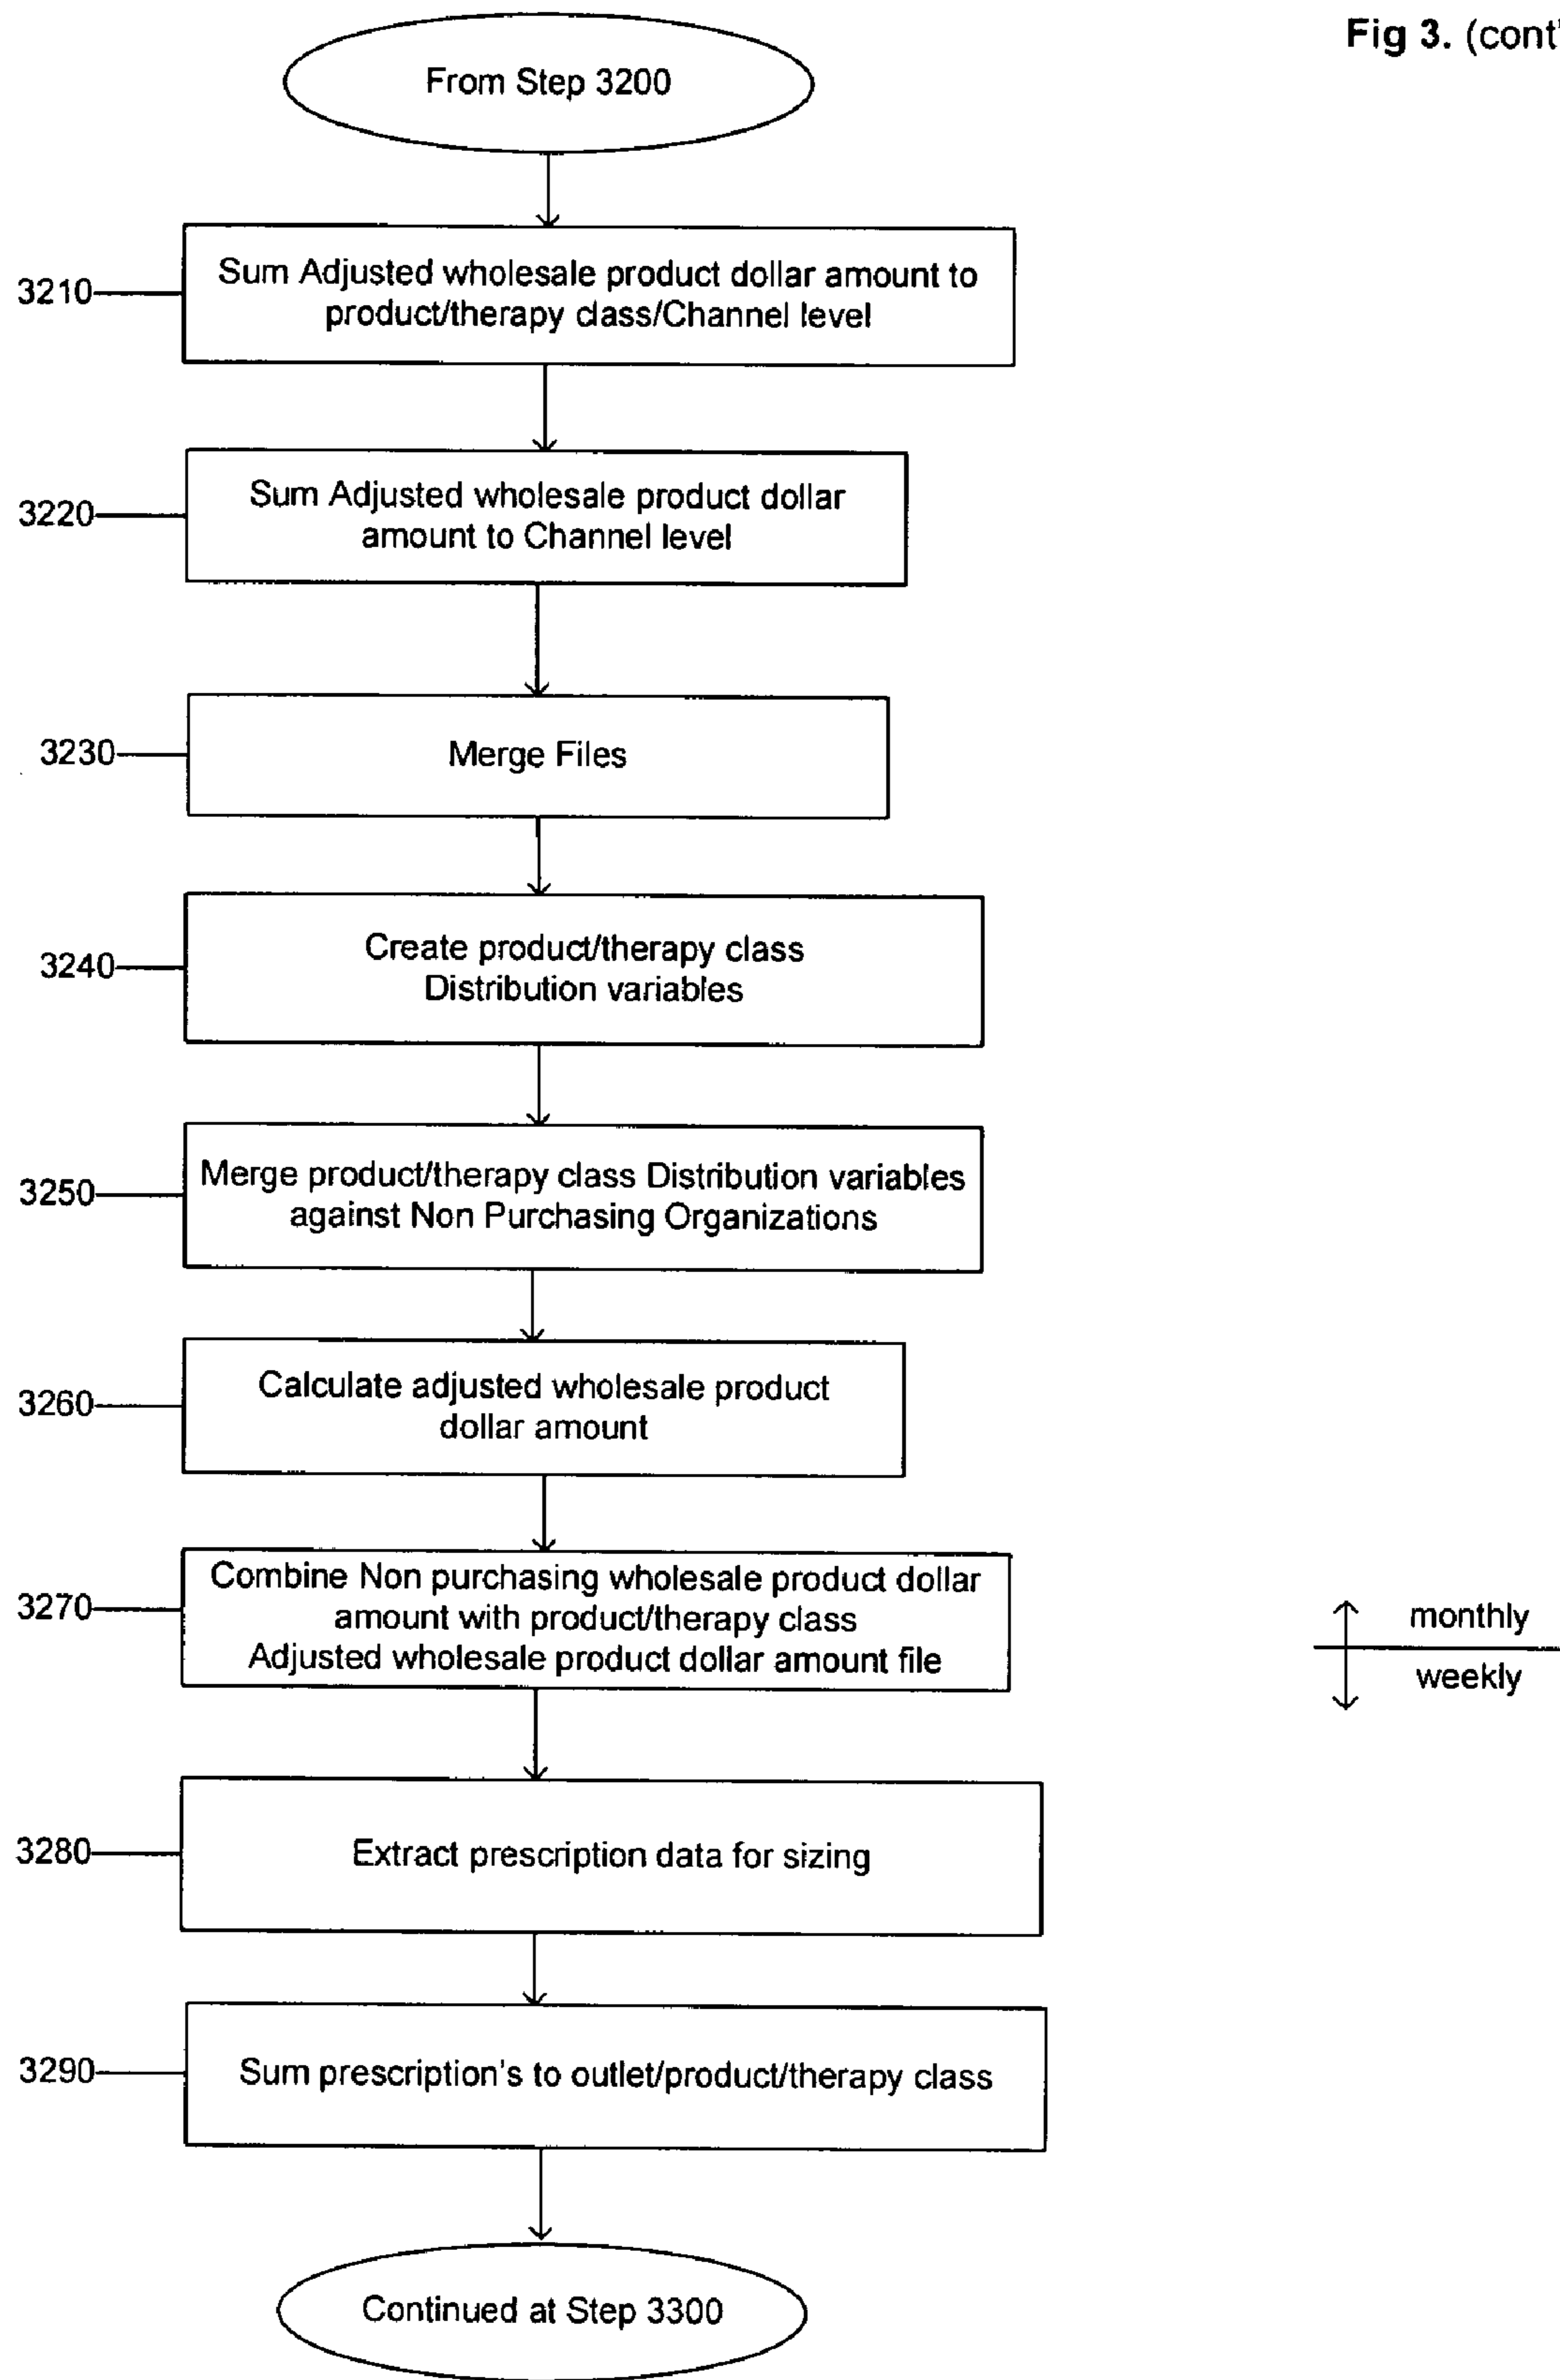 Fig 3. (cont'
From Step 3200
3210
Sum Adjusted wholesale product dollar amount to
product/therapy class/Channel level
3220
Sum Adjusted wholesale product dollar
amount to Channel level
3230
Merge Files
3240
Create product/therapy class
Distribution variables
3250
Merge product/therapy class Distribution variables
against Non Purchasing Organizations
3260
Calculate adjusted wholesale product
dollar amount
3270
Combine Non purchasing wholesale product dollar
amount with product/therapy class
Adjusted wholesale product dollar amount file
monthly
weekly
3280
Extract prescription data for sizing
3290
Sum prescription's to outlet/product/therapy class
Continued at Step 3300